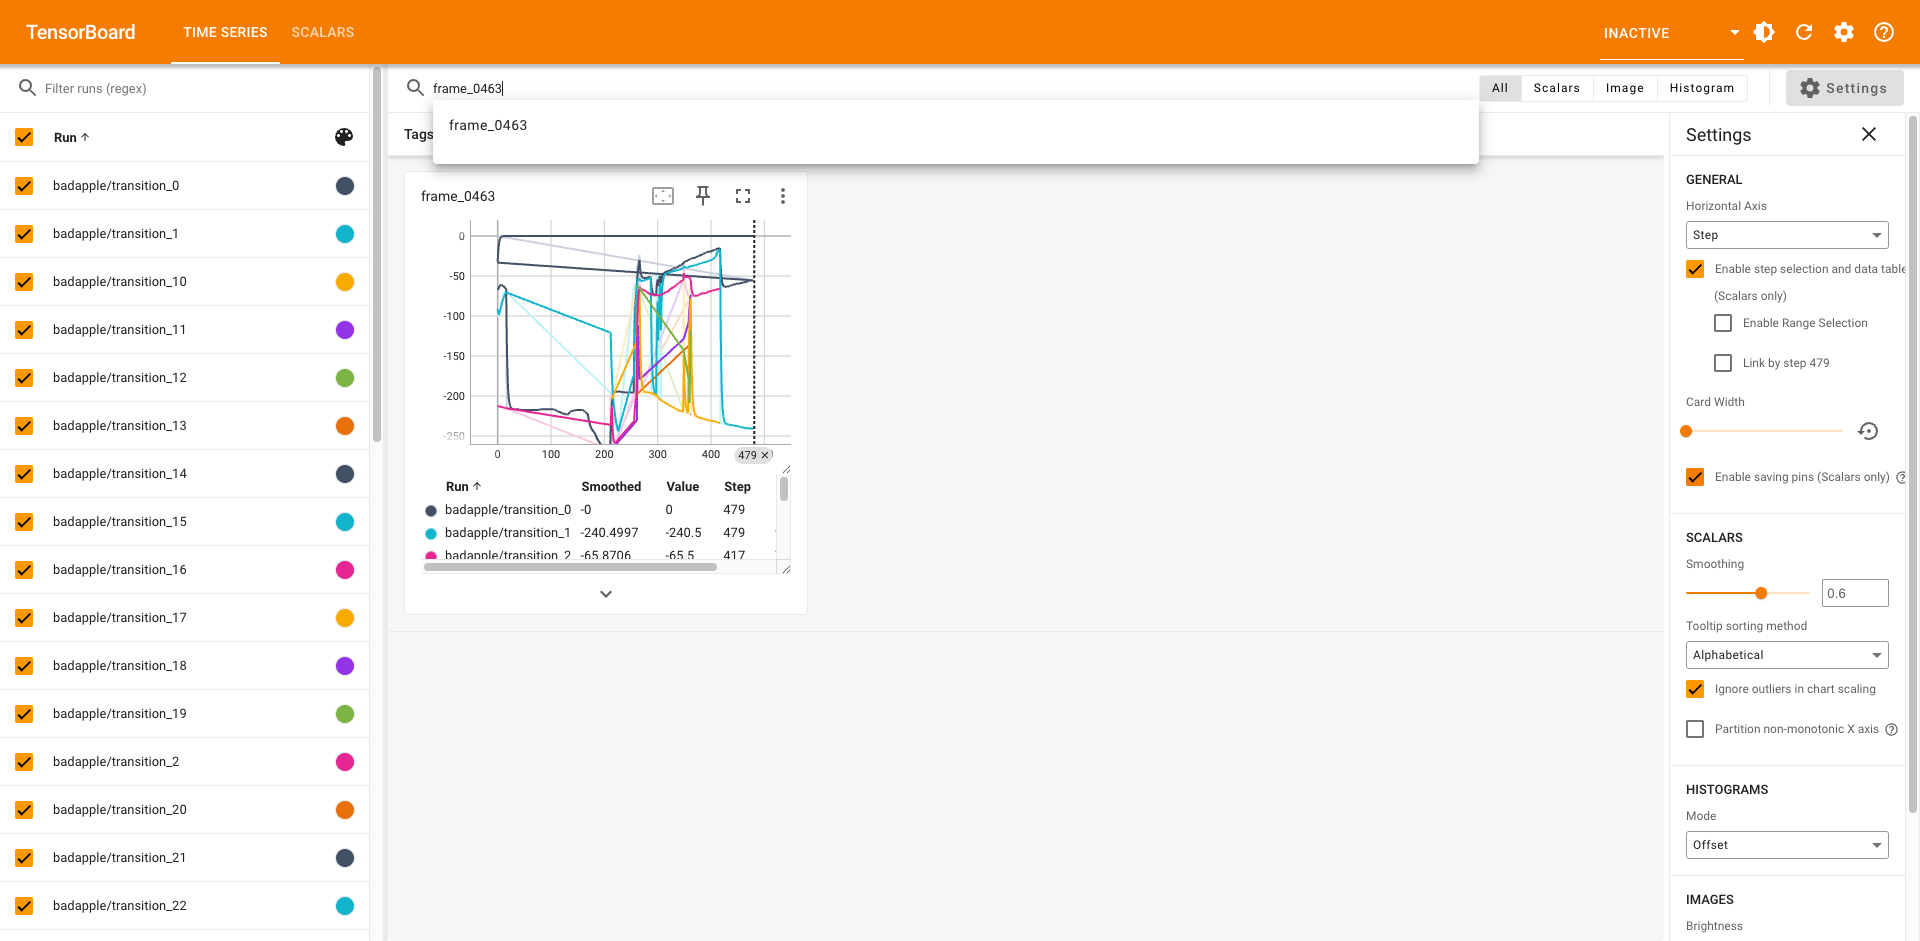 TensorBoard
TIME SERIES
SCALARS
INACTIVE
Filter runs (regex)
frame_0463
All
Scalars
Image
Histogram
Settings
frame_0463
Run
Tags
Settings
badapple/transition_0
badapple/transition_1
badapple/transition_10
badapple/transition_11
badapple/transition_12
badapple/transition_13
badapple/transition_14
badapple/transition_15
badapple/transition_16
badapple/transition_17
badapple/transition_18
badapple/transition_19
badapple/transition_2
badapple/transition_20
badapple/transition_21
badapple/transition_22
frame_0463
0
-50
-100
-150
-200
-250
0 100 200 300 400 479
Run Smoothed Value Step
badapple/transition_0 -0 0 479
badapple/transition_1 -240.4997 -240.5 479
badapple/transition_2 -65.8706 -65.5 417
GENERAL
Horizontal Axis
Step
Enable step selection and data table
(Scalars only)
Enable Range Selection
Link by step 479
Card Width
Enable saving pins (Scalars only)
SCALARS
Smoothing
0.6
Tooltip sorting method
Alphabetical
Ignore outliers in chart scaling
Partition non-monotonic X axis
HISTOGRAMS
Mode
Offset
IMAGES
Brightness